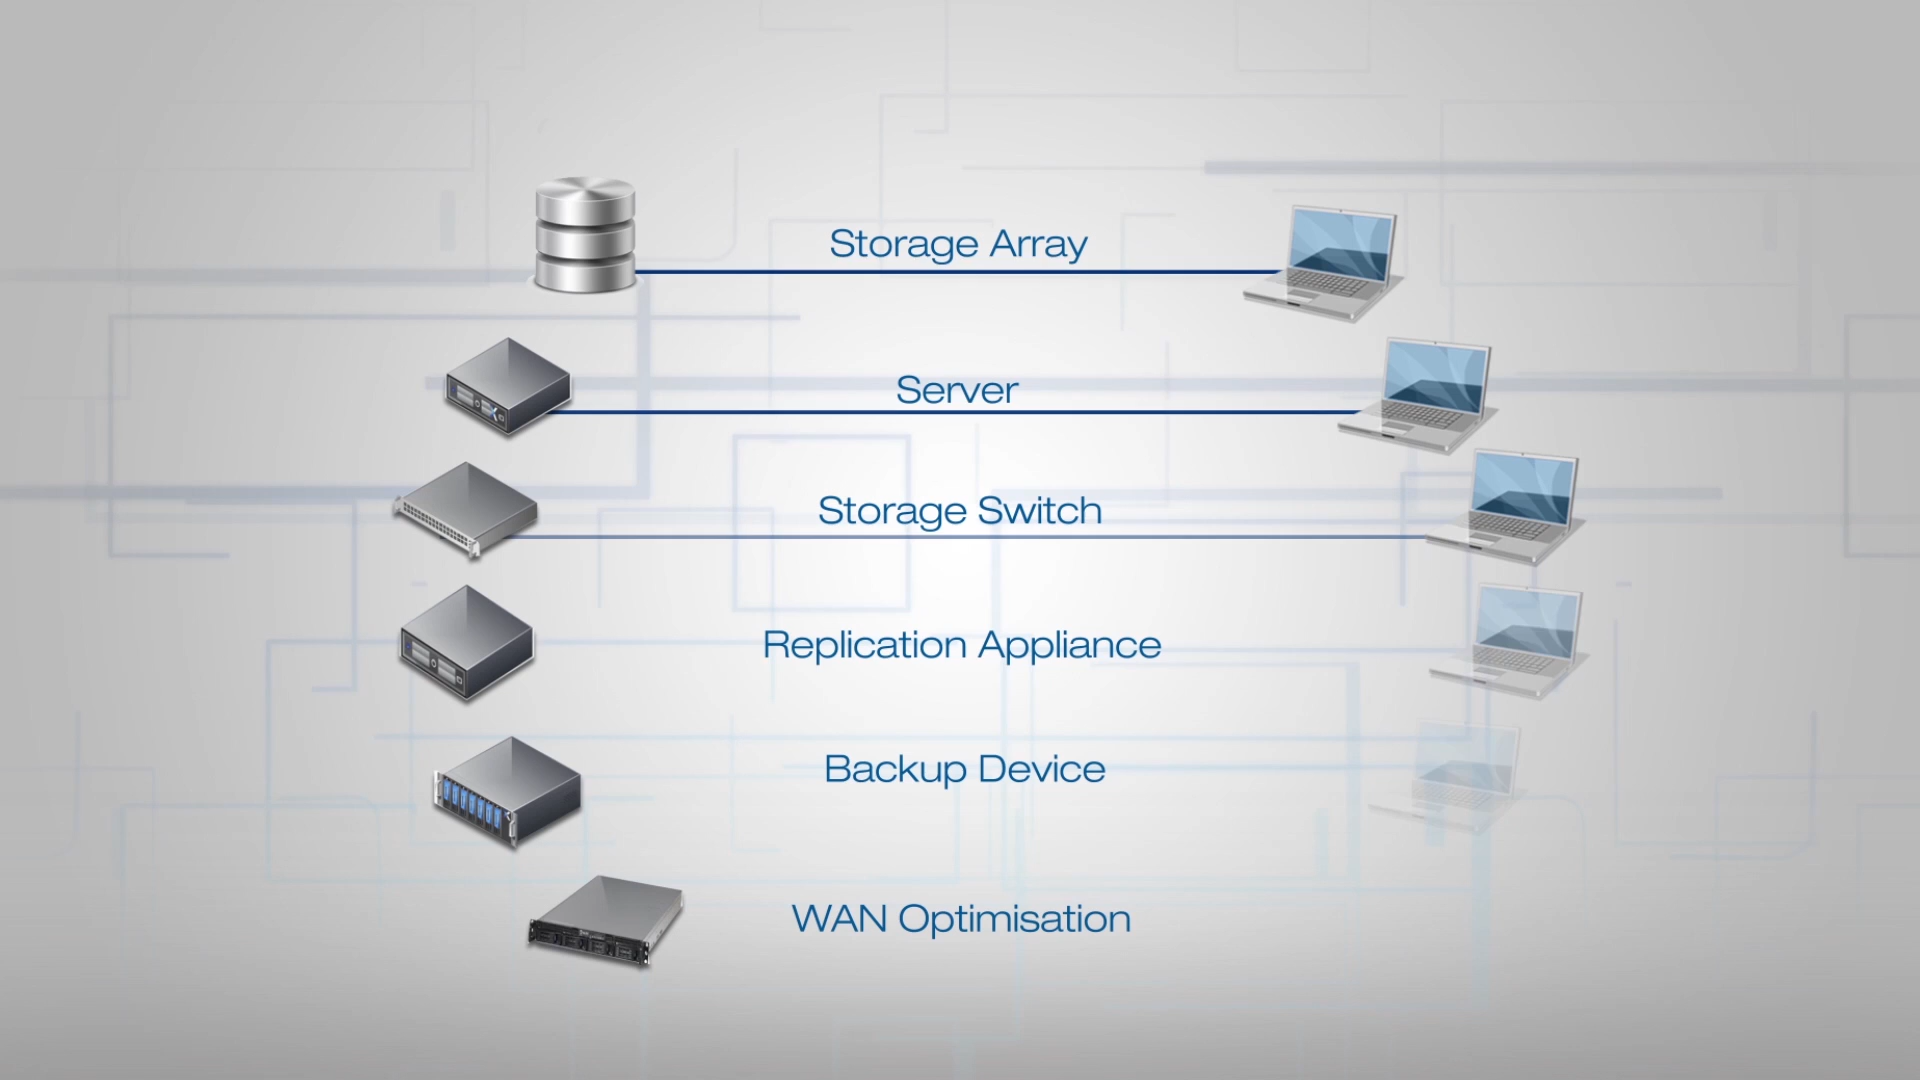 Storage Array
Server
Storage Switch
Replication Appliance
Backup Device
WAN Optimisation